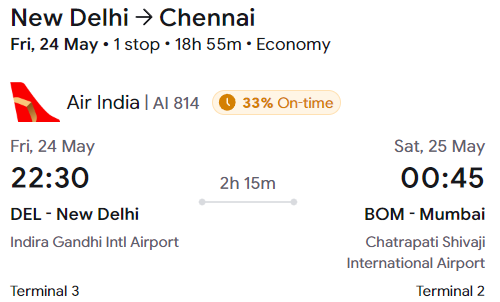 New Delhi → Chennai
Fri, 24 May • 1 stop • 18h 55m • Economy
Air India | AI 814 33% On-time
Fri, 24 May Sat, 25 May
22:30 2h 15m 00:45
DEL - New Delhi BOM - Mumbai
Indira Gandhi Intl Airport Chatrapati Shivaji
International Airport
Terminal 3 Terminal 2